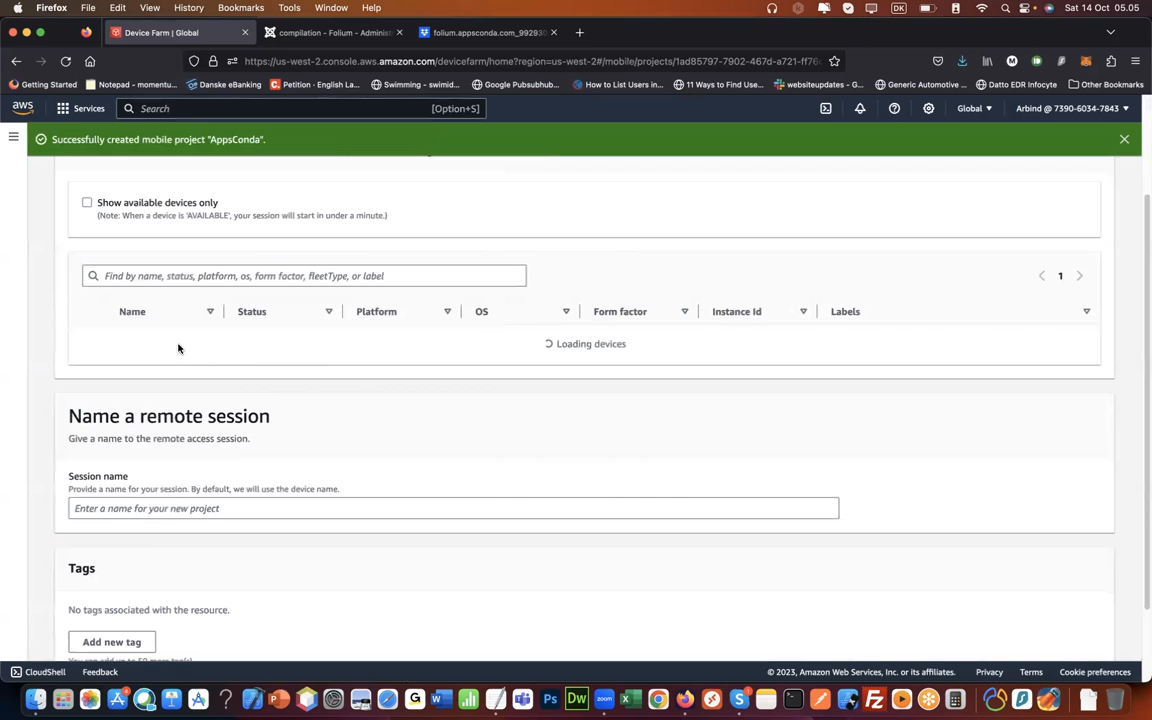 Firefox File Edit View History Bookmarks Tools Window Help DK Sat 14 Oct 05.05
Device Farm | Global compilation - Folium - Administ folium.appsconda.com_992930
https://us-west-2.console.aws.amazon.com/devicefarm/home?region=us-west-2#/mobile/projects/1ad85797-7902-467d-a721-ff76
Getting Started Notepad - momentu... Danske eBanking Petition - English La... Swimming - swimid... Google Pubsubhub... How to List Users in... 11 Ways to Find Use... websiteupdates - G... Generic Automotive ... Datto EDR Infocyte Other Bookmarks
aws Services Search [Option+S] Global Arbind @ 7390-6034-7843
Successfully created mobile project "AppsConda".
Show available devices only
(Note: When a device is 'AVAILABLE', your session will start in under a minute.)
Find by name, status, platform, os, form factor, fleetType, or label 1
Name Status Platform OS Form factor Instance Id Labels
Loading devices
Name a remote session
Give a name to the remote access session.
Session name
Provide a name for your session. By default, we will use the device name.
Enter a name for your new project
Tags
No tags associated with the resource.
Add new tag
CloudShell Feedback © 2023, Amazon Web Services, Inc. or its affiliates. Privacy Terms Cookie preferences